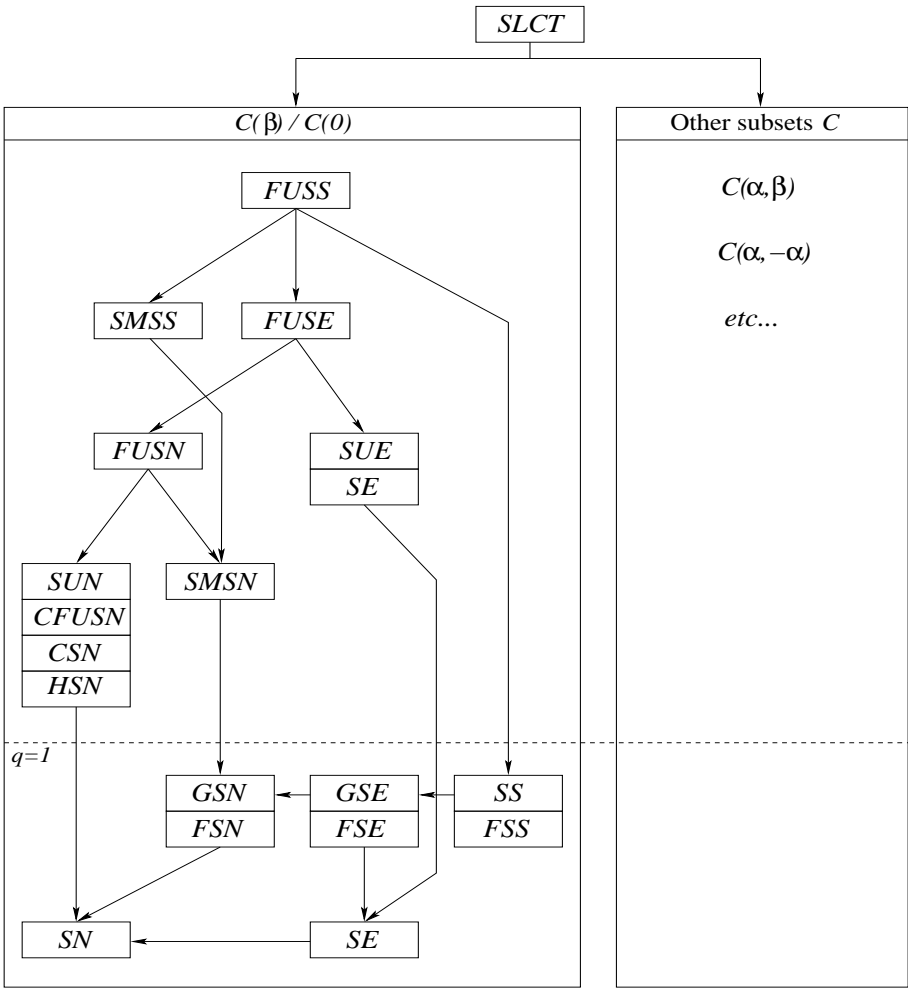 SLCT
C(β) / C(0)
Other subsets C
C(α,β)
FUSS
C(α,−α)
SMSS
FUSE
etc...
FUSN
SUE
SE
SUN
SMSN
CFUSN
CSN
HSN
q=1
GSN
GSE
SS
FSN
FSE
FSS
SN
SE